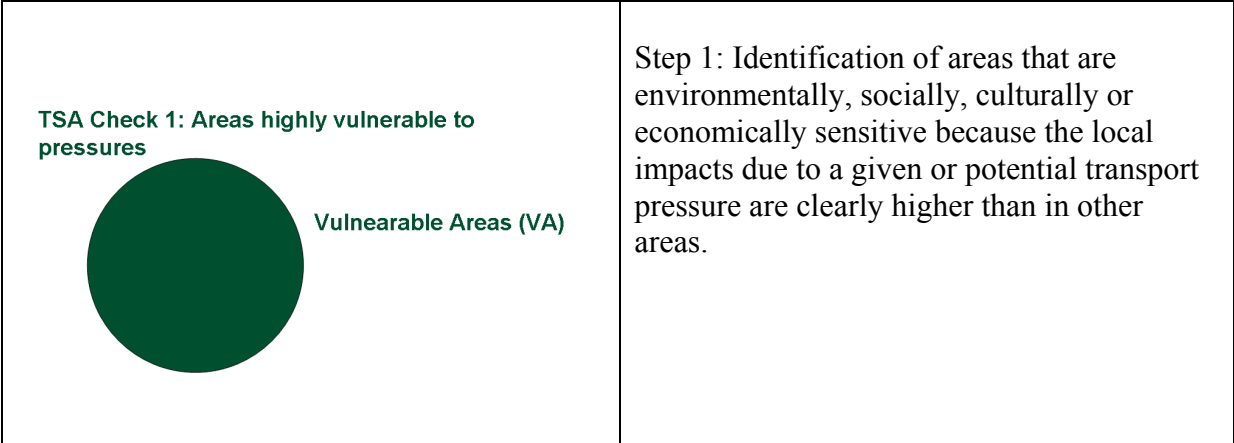 TSA Check 1: Areas highly vulnerable to
pressures
Vulnearable Areas (VA)
Step 1: Identification of areas that are
environmentally, socially, culturally or
economically sensitive because the local
impacts due to a given or potential transport
pressure are clearly higher than in other
areas.